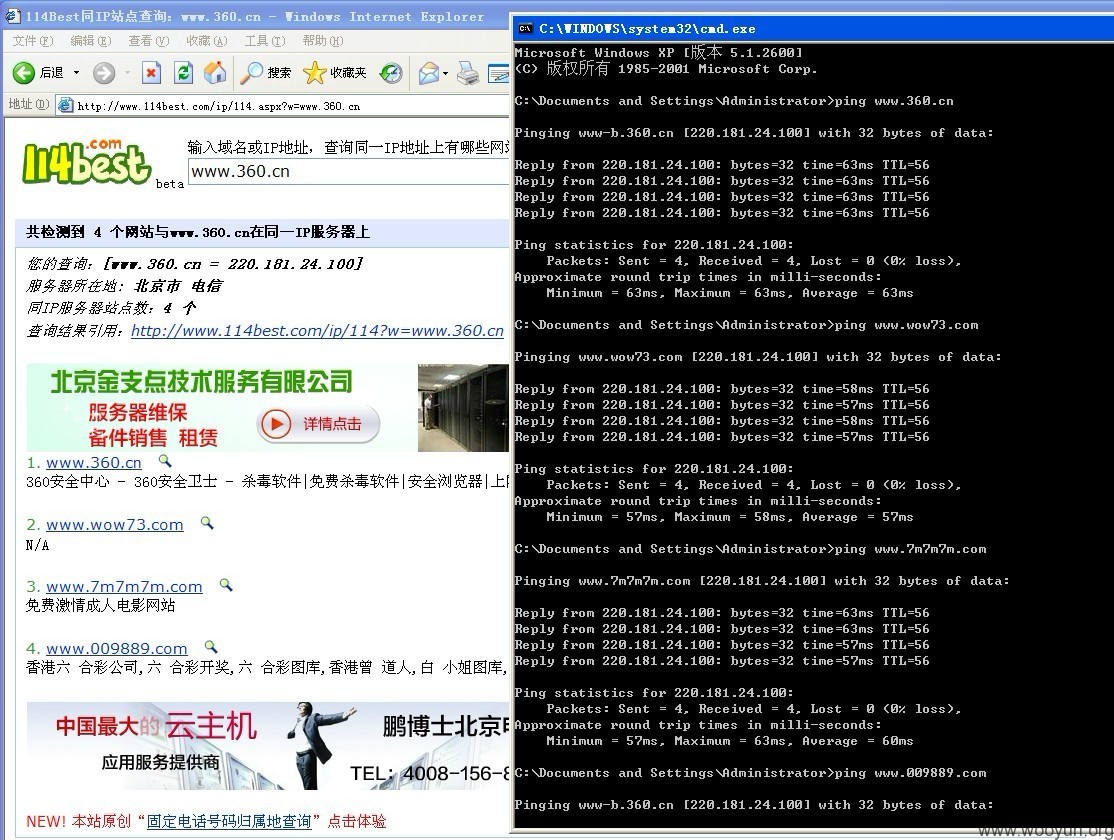 114Best同IP站点查询: www.360.cn - Windows Internet Explorer
文件(F) 编辑(E) 查看(V) 收藏(A) 工具(T) 帮助(H)
后退 搜索 收藏夹
地址(D) http://www.114best.com/ip/114.aspx?w=www.360.cn
114best .com beta
输入域名或IP地址，查询同一IP地址上有哪些网站
www.360.cn
共检测到 4 个网站与www.360.cn在同一IP服务器上
您的查询: [www.360.cn = 220.181.24.100]
服务器所在地: 北京市 电信
同IP服务器站点数: 4 个
查询结果引用: http://www.114best.com/ip/114?w=www.360.cn
北京金支点技术服务有限公司
服务器维保
备件销售 租赁
详情点击
1. www.360.cn
360安全中心 - 360安全卫士 - 杀毒软件|免费杀毒软件|安全浏览器|上
2. www.wow73.com
N/A
3. www.7m7m7m.com
免费激情成人电影网站
4. www.009889.com
香港六 合彩公司,六 合彩开奖,六 合彩图库,香港曾 道人,白 小姐图库,
中国最大的云主机
应用服务提供商
鹏博士北京电
TEL: 4008-156-8
NEW! 本站原创“固定电话号码归属地查询”点击体验
C:\WINDOWS\system32\cmd.exe
Microsoft Windows XP [版本 5.1.2600]
(C) 版权所有 1985-2001 Microsoft Corp.
C:\Documents and Settings\Administrator>ping www.360.cn
Pinging www-b.360.cn [220.181.24.100] with 32 bytes of data:
Reply from 220.181.24.100: bytes=32 time=63ms TTL=56
Reply from 220.181.24.100: bytes=32 time=63ms TTL=56
Reply from 220.181.24.100: bytes=32 time=63ms TTL=56
Reply from 220.181.24.100: bytes=32 time=63ms TTL=56
Ping statistics for 220.181.24.100:
Packets: Sent = 4, Received = 4, Lost = 0 (0% loss),
Approximate round trip times in milli-seconds:
Minimum = 63ms, Maximum = 63ms, Average = 63ms
C:\Documents and Settings\Administrator>ping www.wow73.com
Pinging www.wow73.com [220.181.24.100] with 32 bytes of data:
Reply from 220.181.24.100: bytes=32 time=58ms TTL=56
Reply from 220.181.24.100: bytes=32 time=57ms TTL=56
Reply from 220.181.24.100: bytes=32 time=58ms TTL=56
Reply from 220.181.24.100: bytes=32 time=57ms TTL=56
Ping statistics for 220.181.24.100:
Packets: Sent = 4, Received = 4, Lost = 0 (0% loss),
Approximate round trip times in milli-seconds:
Minimum = 57ms, Maximum = 58ms, Average = 57ms
C:\Documents and Settings\Administrator>ping www.7m7m7m.com
Pinging www.7m7m7m.com [220.181.24.100] with 32 bytes of data:
Reply from 220.181.24.100: bytes=32 time=63ms TTL=56
Reply from 220.181.24.100: bytes=32 time=63ms TTL=56
Reply from 220.181.24.100: bytes=32 time=57ms TTL=56
Reply from 220.181.24.100: bytes=32 time=57ms TTL=56
Ping statistics for 220.181.24.100:
Packets: Sent = 4, Received = 4, Lost = 0 (0% loss),
Approximate round trip times in milli-seconds:
Minimum = 57ms, Maximum = 63ms, Average = 60ms
C:\Documents and Settings\Administrator>ping www.009889.com
Pinging www-b.360.cn [220.181.24.100] with 32 bytes of data:
www.wooyun.org